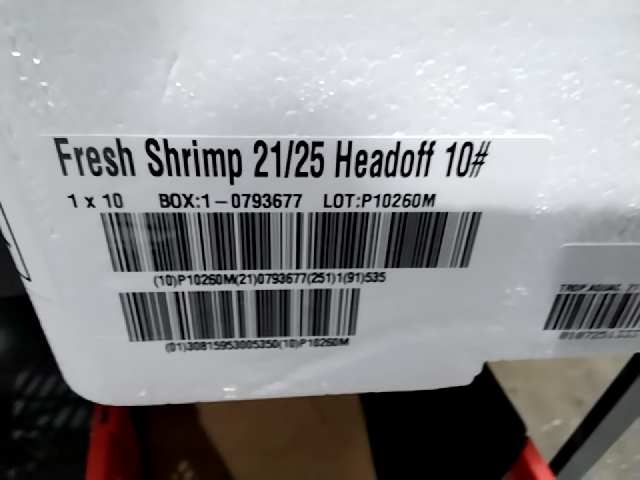 Fresh Shrimp 21/25 Headoff 10#
1 x 10 BOX:1-0793677 LOT:P10260M
(10)P10260M(21)0793677(251)1(91)535
(01)30815953005350(10)P10260M